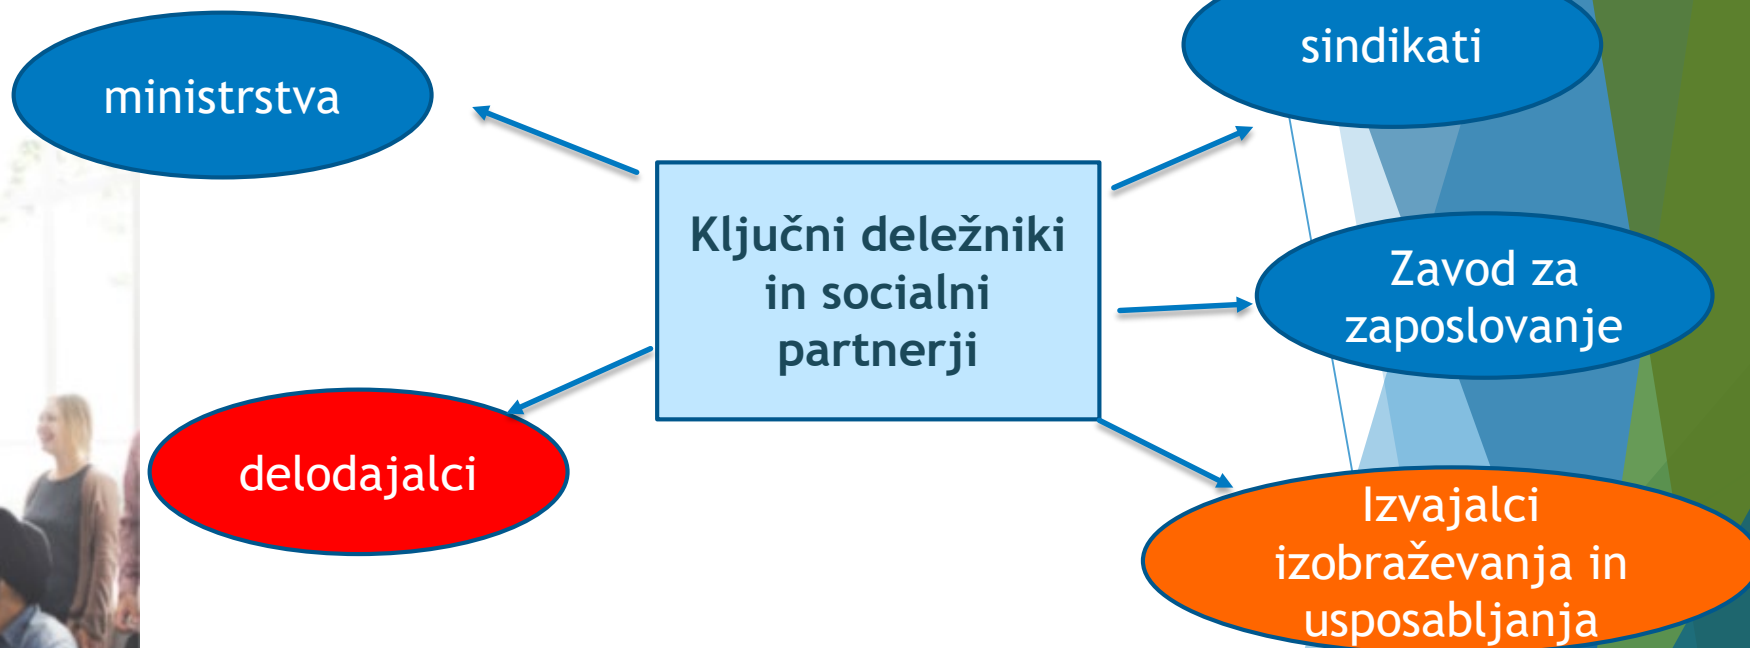 ministrstva
sindikati
Ključni deležniki
in socialni
partnerji
Zavod za
zaposlovanje
delodajalci
Izvajalci
izobraževanja in
usposabljanja